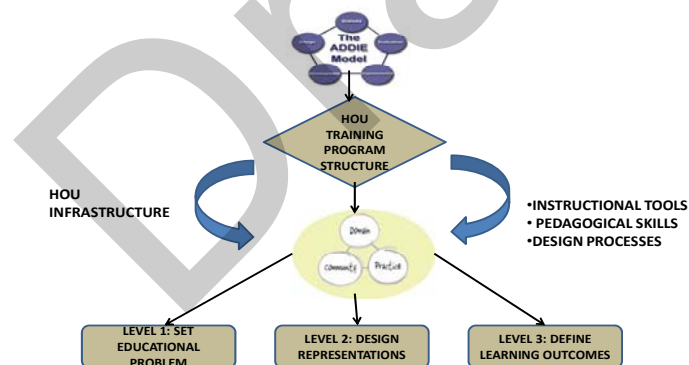 The
ADDIE
Model
HOU
TRAINING
PROGRAM
STRUCTURE
HOU
INFRASTRUCTURE
•INSTRUCTIONAL TOOLS
• PEDAGOGICAL SKILLS
•DESIGN PROCESSES
Domain
Community Practice
LEVEL 1: SET
EDUCATIONAL
PROBLEM
LEVEL 2: DESIGN
REPRESENTATIONS
LEVEL 3: DEFINE
LEARNING OUTCOMES